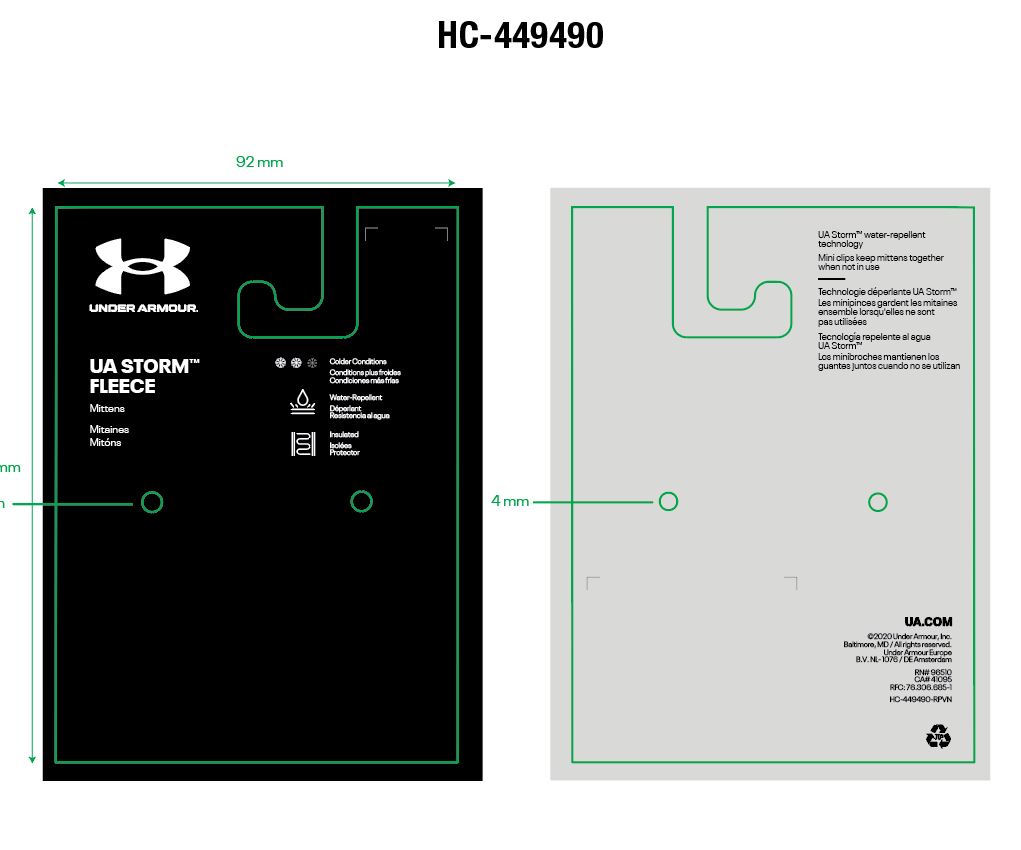 HC-449490
92 mm
UNDER ARMOUR.
UA STORM™
FLEECE
Mittens
Mitaines
Mitóns
Colder Conditions
Conditions plus froides
Condiciones más frías
Water-Repellent
Déperlant
Resistencia al agua
Insulated
Isolées
Protector
mm
4 mm
UA Storm™ water-repellent
technology
Mini clips keep mittens together
when not in use
Technologie déperlante UA Storm™
Les minipinces gardent les mitaines
ensemble lorsqu'elles ne sont
pas utilisées
Tecnología repelente al agua
UA Storm™
Los minibroches mantienen los
guantes juntos cuando no se utilizan
UA.COM
©2020 Under Armour, Inc.
Baltimore, MD / All rights reserved.
Under Armour Europe
B.V. NL-1076 / DE Amsterdam
RN# 96510
CA# 41095
RFC: 76.306.685-1
HC-449490-RPVN